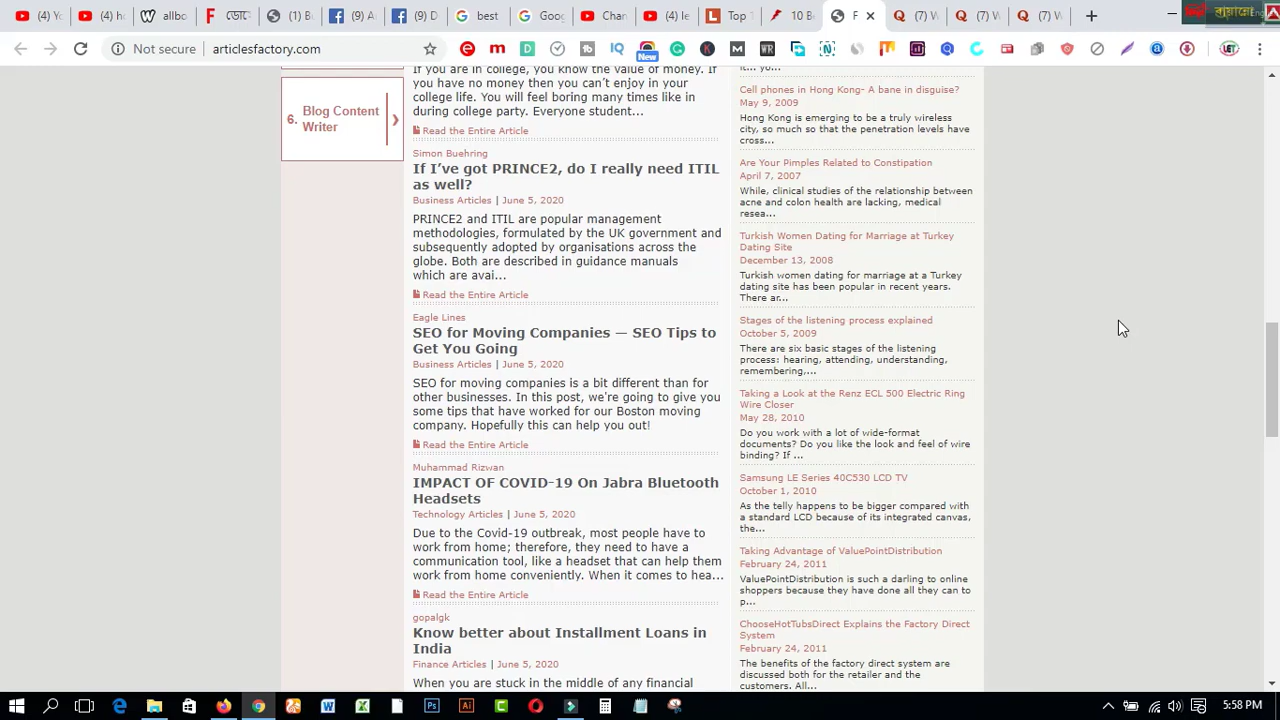 (4) Yo
(4) h
allbo
(1) B
(9) A
(9) D
bee
Goog
Chan
(4) le
Top
F
(7) W
(7) W
(7) W
Not secure
articlesfactory.com
New
6. Blog Content
Writer
If you are in college, you know the value of money. If
you have no money then you can’t enjoy in your
college life. You will feel boring many times like in
during college party. Everyone student...
Read the Entire Article
Simon Buehring
If I’ve got PRINCE2, do I really need ITIL
as well?
Business Articles | June 5, 2020
PRINCE2 and ITIL are popular management
methodologies, formulated by the UK government and
subsequently adopted by organisations across the
globe. Both are described in guidance manuals
which are avai...
Read the Entire Article
Eagle Lines
SEO for Moving Companies — SEO Tips to
Get You Going
Business Articles | June 5, 2020
SEO for moving companies is a bit different than for
other businesses. In this post, we're going to give you
some tips that have worked for our Boston moving
company. Hopefully this can help you out!
Read the Entire Article
Muhammad Rizwan
IMPACT OF COVID-19 On Jabra Bluetooth
Headsets
Technology Articles | June 5, 2020
Due to the Covid-19 outbreak, most people have to
work from home; therefore, they need to have a
communication tool, like a headset that can help them
work from home conveniently. When it comes to hea...
Read the Entire Article
gopalgk
Know better about Installment Loans in
India
Finance Articles | June 5, 2020
When you are stuck in the middle of any financial
it... yo...
Cell phones in Hong Kong- A bane in disguise?
May 9, 2009
Hong Kong is emerging to be a truly wireless
city, so much so that the penetration levels have
cross...
Are Your Pimples Related to Constipation
April 7, 2007
While, clinical studies of the relationship between
acne and colon health are lacking, medical
resea...
Turkish Women Dating for Marriage at Turkey
Dating Site
December 13, 2008
Turkish women dating for marriage at a Turkey
dating site has been popular in recent years.
There ar...
Stages of the listening process explained
October 5, 2009
There are six basic stages of the listening
process: hearing, attending, understanding,
remembering,...
Taking a Look at the Renz ECL 500 Electric Ring
Wire Closer
May 28, 2010
Do you work with a lot of wide-format
documents? Do you like the look and feel of wire
binding? If ...
Samsung LE Series 40C530 LCD TV
October 1, 2010
As the telly happens to be bigger compared with
a standard LCD because of its integrated canvas,
the...
Taking Advantage of ValuePointDistribution
February 24, 2011
ValuePointDistribution is such a darling to online
shoppers because they have done all they can to
p...
ChooseHotTubsDirect Explains the Factory Direct
System
February 24, 2011
The benefits of the factory direct system are
discussed both for the retailer and the
customers. All...
5:58 PM